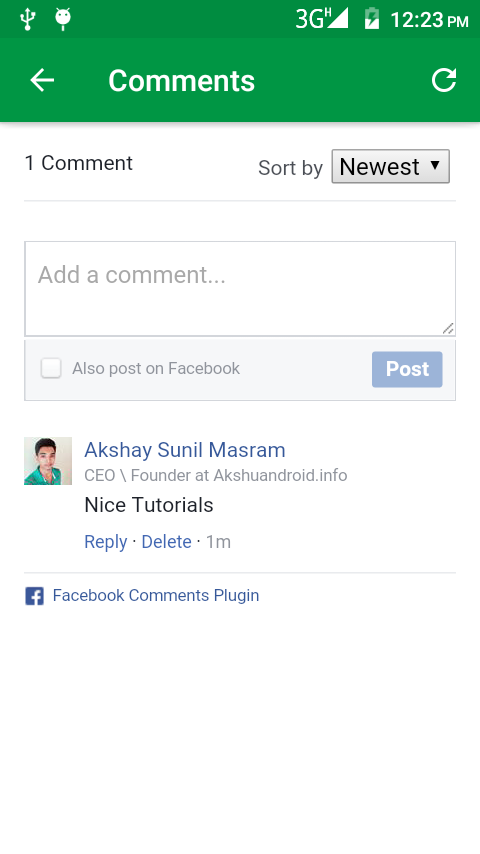 3G H 12:23 PM
Comments
1 Comment Sort by Newest
Add a comment...
Also post on Facebook Post
Akshay Sunil Masram
CEO \ Founder at Akshuandroid.info
Nice Tutorials
Reply · Delete · 1m
Facebook Comments Plugin